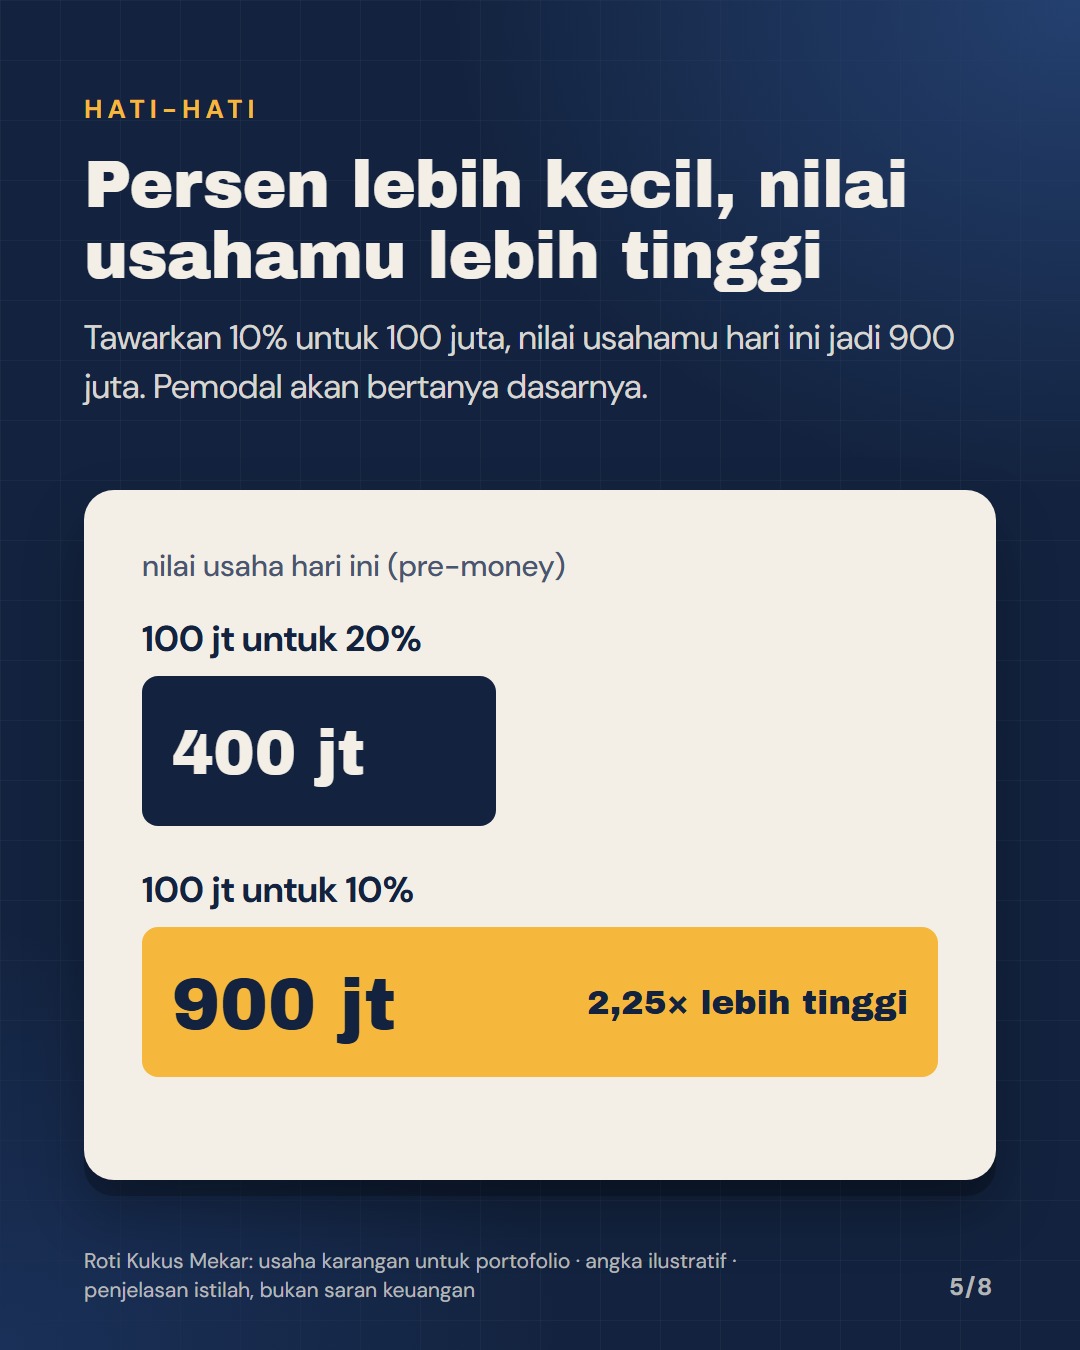 HATI-HATI
Persen lebih kecil, nilai
usahamu lebih tinggi
Tawarkan 10% untuk 100 juta, nilai usahamu hari ini jadi 900
juta. Pemodal akan bertanya dasarnya.
nilai usaha hari ini (pre-money)
100 jt untuk 20%
400 jt
100 jt untuk 10%
900 jt
2,25× lebih tinggi
Roti Kukus Mekar: usaha karangan untuk portofolio · angka ilustratif ·
penjelasan istilah, bukan saran keuangan
5/8